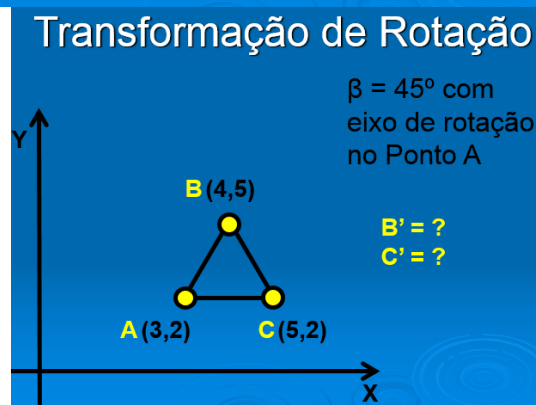 Transformação de Rotação
β = 45º com
eixo de rotação
no Ponto A
Y
B (4,5)
B' = ?
C' = ?
A (3,2)
C (5,2)
X